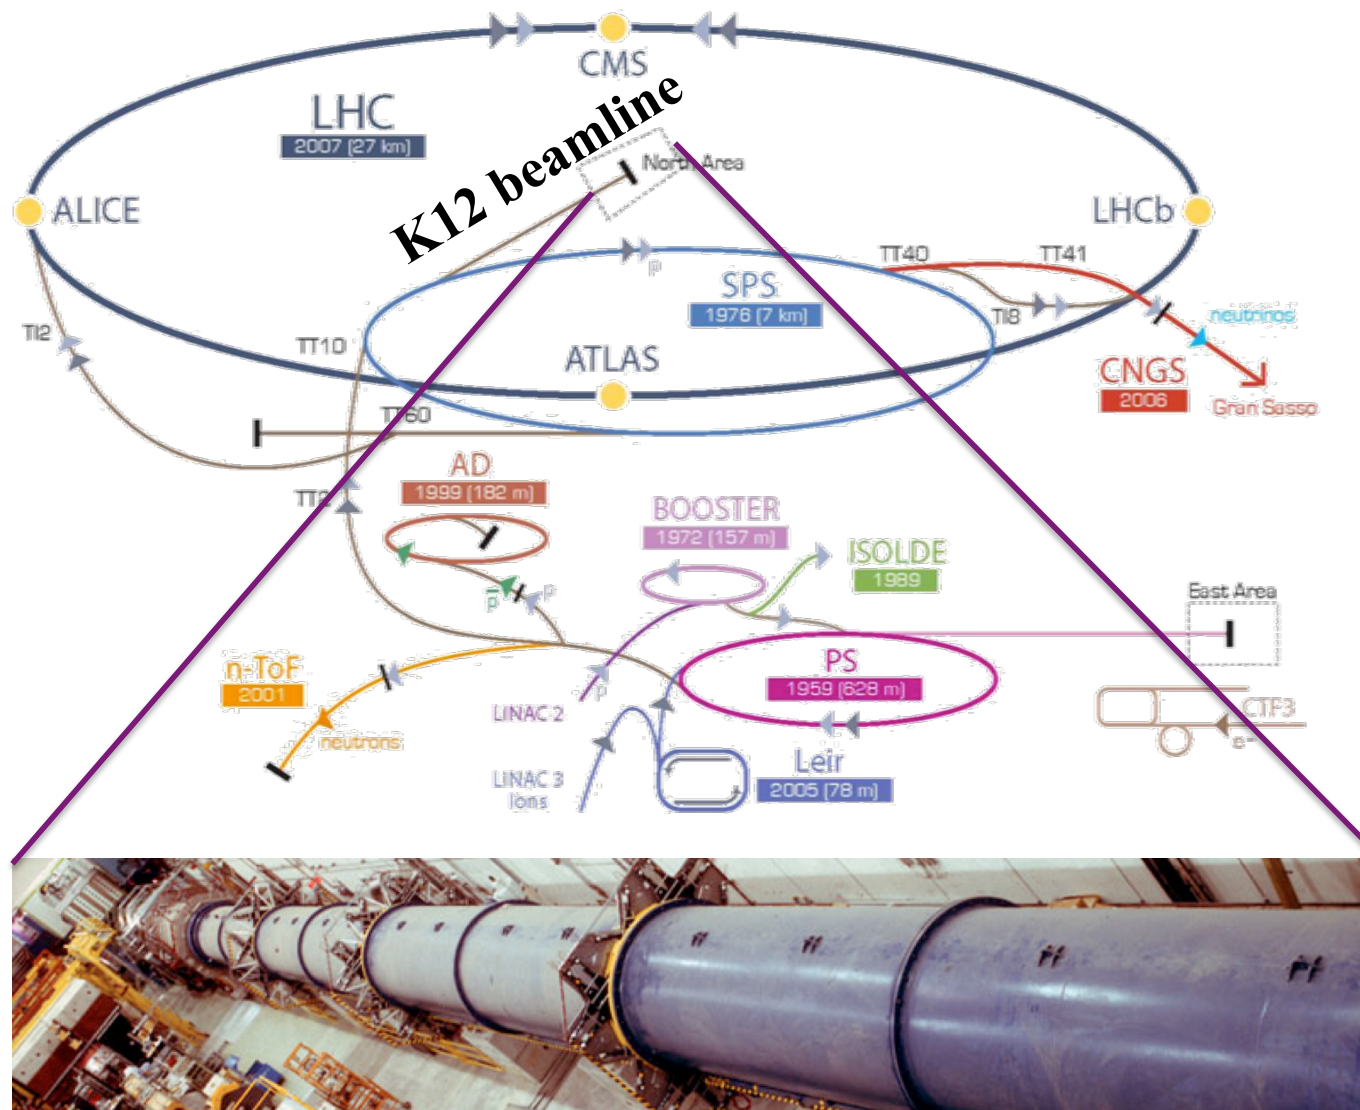 CMS
LHC
2007 (27 km)
K12 beamline
North Area
ALICE
LHCb
TT40
TT41
p
SPS
1976 (7 km)
TI8
neutrinos
TI2
TT10
ATLAS
CNGS
2006
Gran Sasso
TT60
AD
1999 (182 m)
TT2
BOOSTER
1972 (157 m)
ISOLDE
1989
p̅
p
East Area
n-ToF
2001
PS
1959 (628 m)
p
LINAC 2
neutrons
CTF3
e-
Leir
2005 (78 m)
LINAC 3
Ions